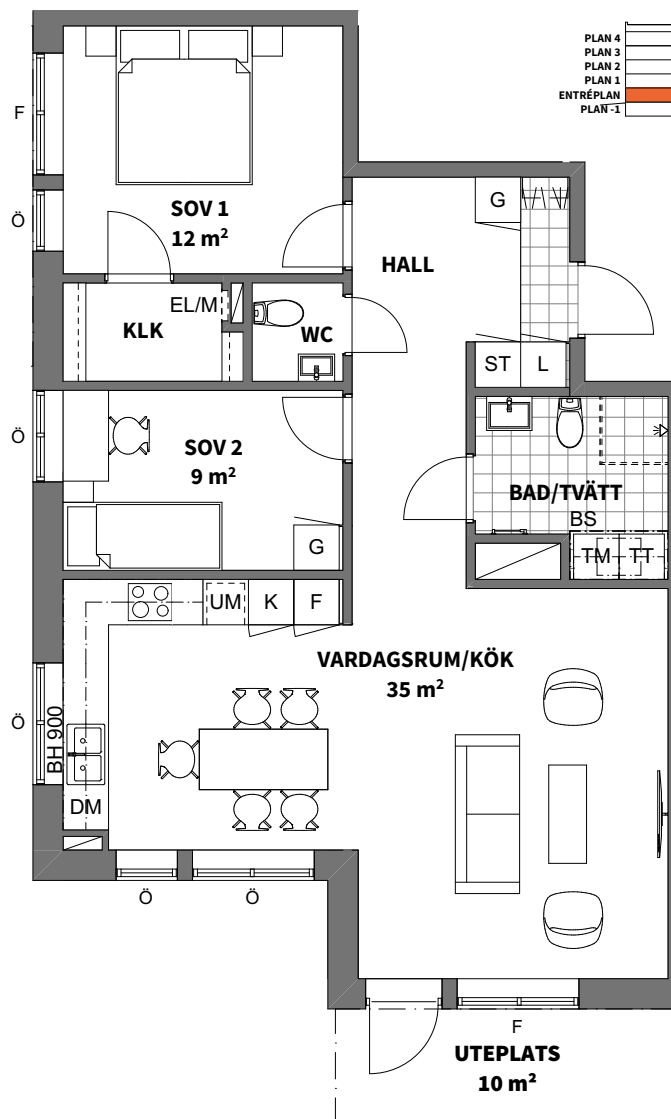 PLAN 4
PLAN 3
PLAN 2
PLAN 1
ENTRÉPLAN
PLAN -1
F
Ö
SOV 1
12 m²
G
HALL
EL/M
KLK
WC
ST
L
Ö
SOV 2
9 m²
G
BAD/TVÄTT
BS
TM
TT
UM
K
F
VARDAGSRUM/KÖK
35 m²
Ö
BH 900
DM
Ö
Ö
F
UTEPLATS
10 m²